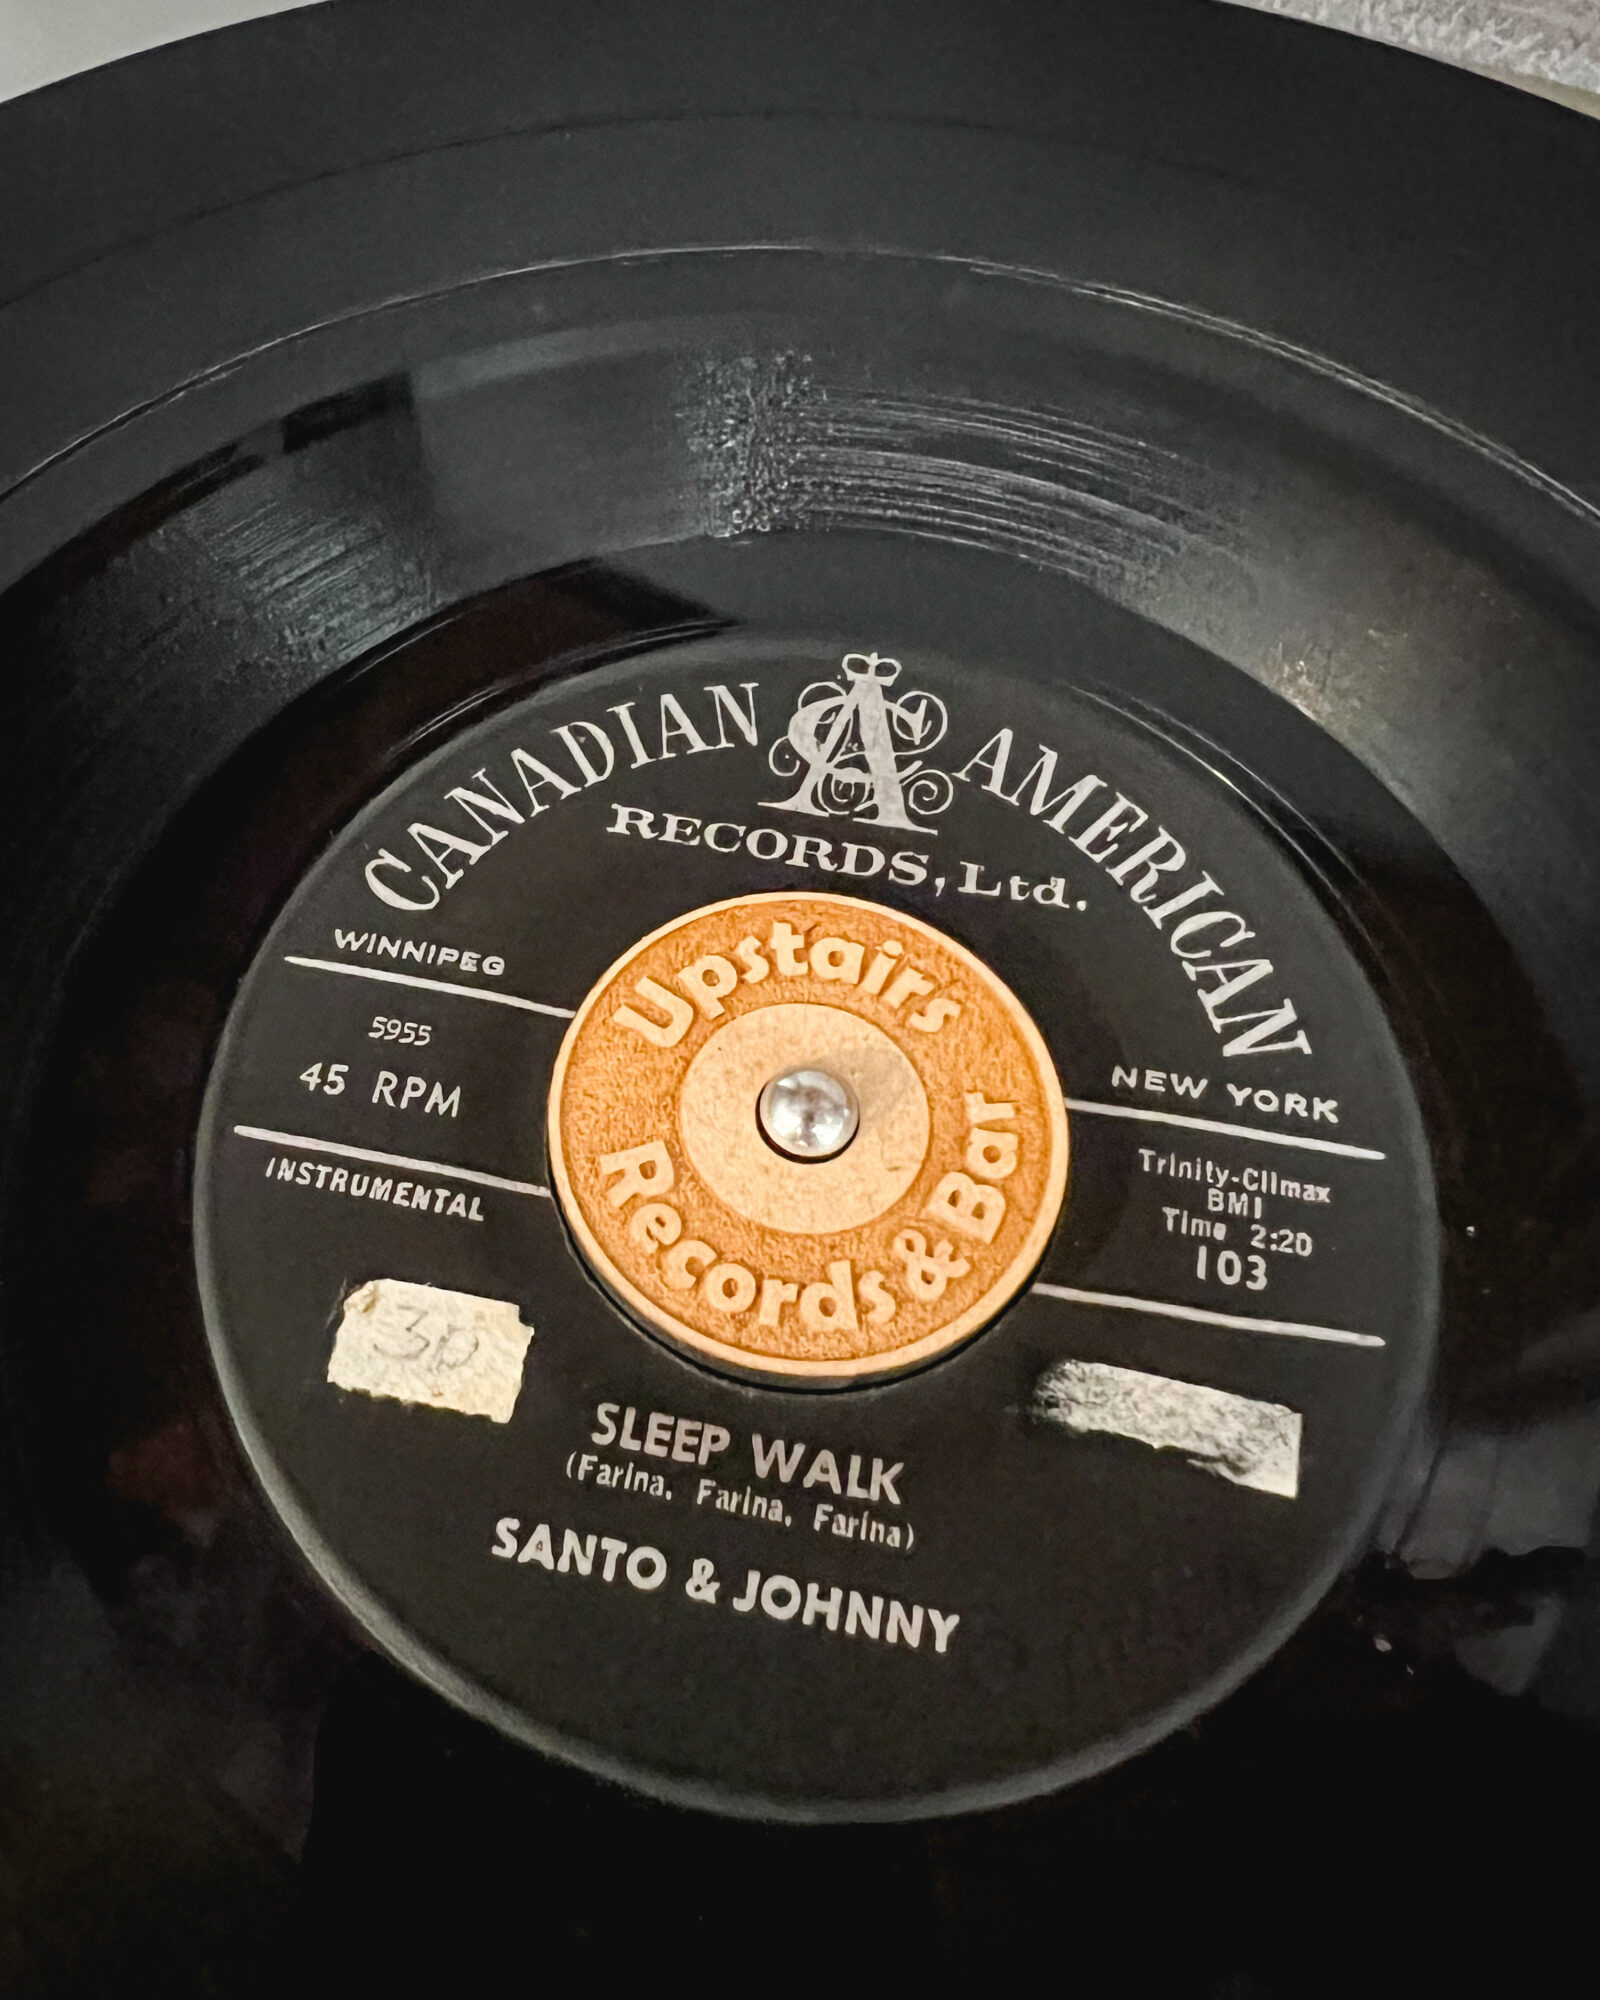 CANADIAN AMERICAN
RECORDS, Ltd.
WINNIPEG
NEW YORK
5955
45 RPM
INSTRUMENTAL
Upstairs
Records & Bar
Trinity-Climax
BMI
Time 2:20
103
30
SLEEP WALK
(Farina, Farina, Farina)
SANTO & JOHNNY